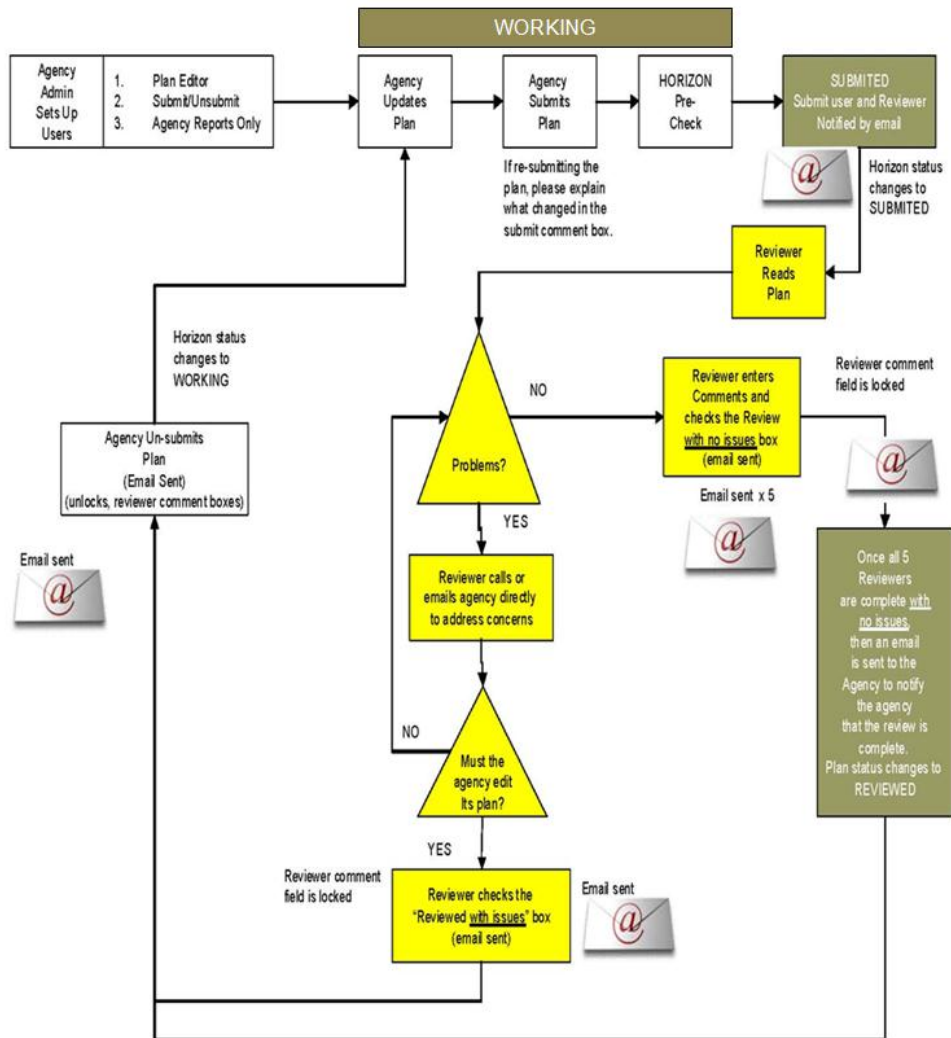 WORKING
Agency
Admin
Sets Up
Users
1. Plan Editor
2. Submit/Unsubmit
3. Agency Reports Only
Agency
Updates
Plan
Agency
Submits
Plan
HORIZON
Pre-
Check
SUBMITED
Submit user and Reviewer
Notified by email
If re-submitting the
plan, please explain
what changed in the
submit comment box.
@
Horizon status
changes to
SUBMITED
Reviewer
Reads
Plan
Horizon status
changes to
WORKING
Problems?
NO
Reviewer enters
Comments and
checks the Review
with no issues box
(email sent)
Reviewer comment
field is locked
@
Agency Un-submits
Plan
(Email Sent)
(unlocks, reviewer comment boxes)
Email sent x 5
@
YES
Email sent
@
Reviewer calls or
emails agency directly
to address concerns
Once all 5
Reviewers
are complete with
no issues,
then an email
is sent to the
Agency to notify
the agency
that the review is
complete.
Plan status changes to
REVIEWED
NO
Must the
agency edit
Its plan?
YES
Reviewer comment
field is locked
Reviewer checks the
“Reviewed with issues” box
(email sent)
Email sent
@